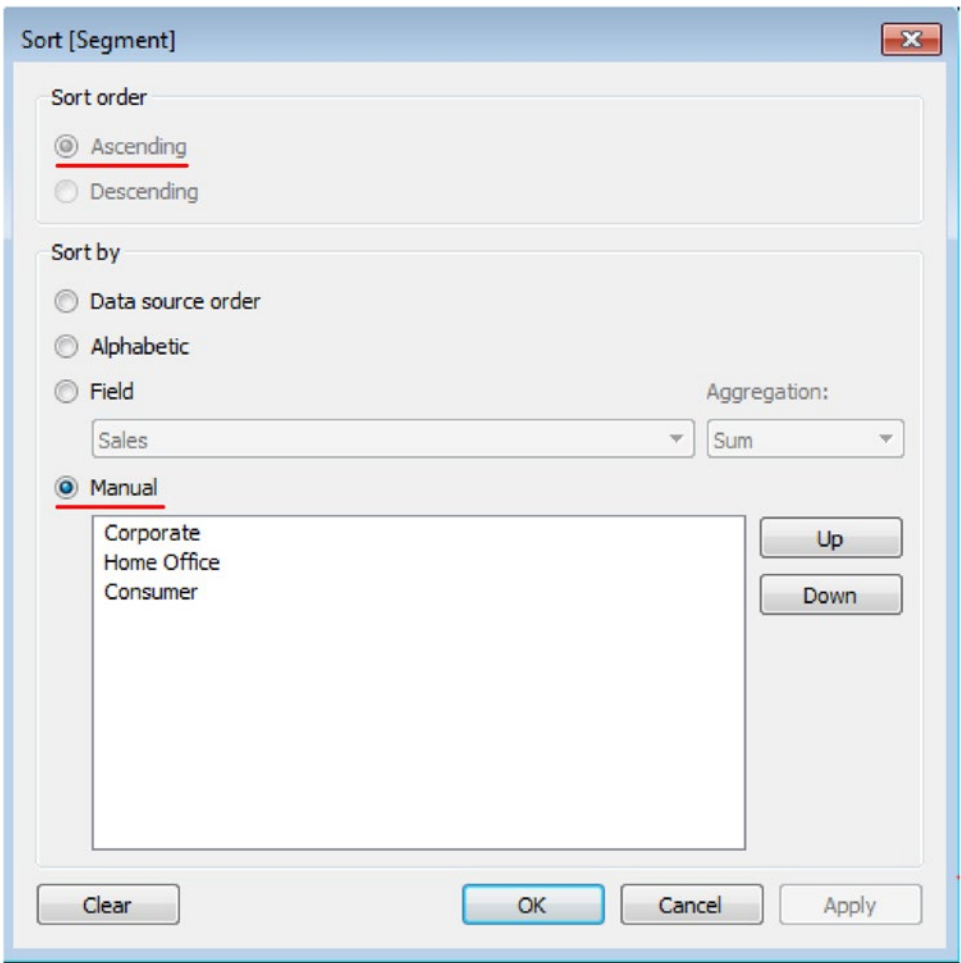 Sort [Segment]
Sort order
Ascending
Descending
Sort by
Data source order
Alphabetic
Field
Aggregation:
Sales
Sum
Manual
Corporate
Home Office
Consumer
Up
Down
Clear
OK
Cancel
Apply